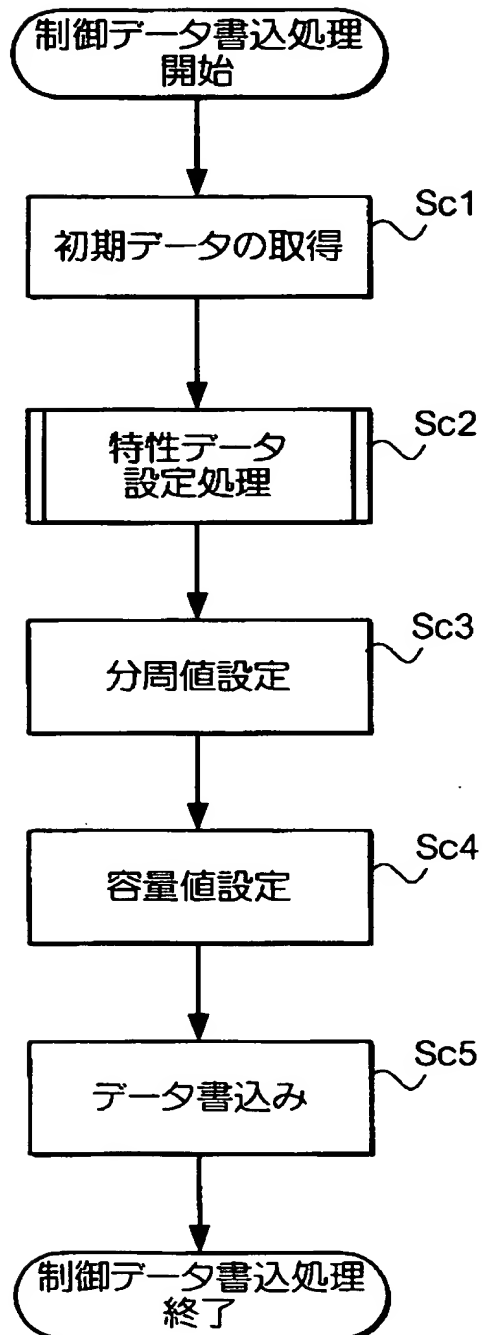 制御データ書込処理
開始
Sc1
初期データの取得
Sc2
特性データ
設定処理
Sc3
分周値設定
Sc4
容量値設定
Sc5
データ書込み
制御データ書込処理
終了